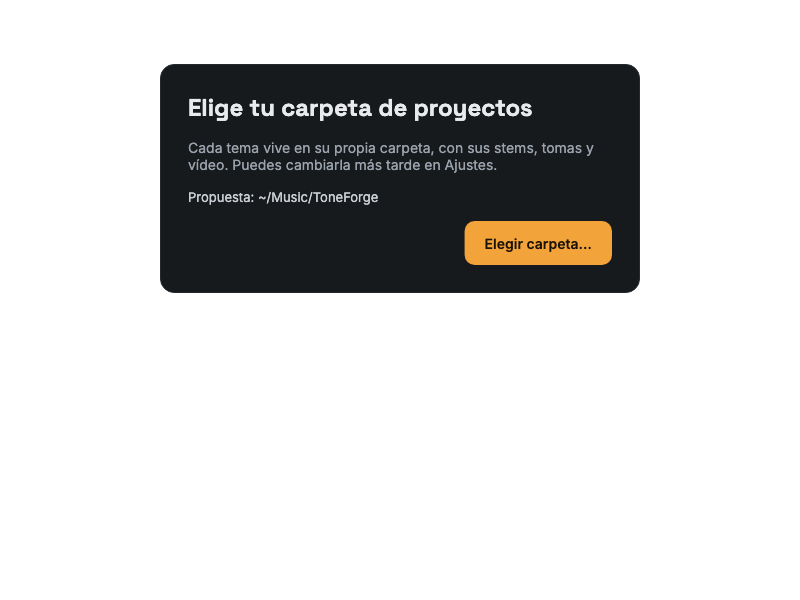 Elige tu carpeta de proyectos
Cada tema vive en su propia carpeta, con sus stems, tomas y
vídeo. Puedes cambiarla más tarde en Ajustes.
Propuesta: ~/Music/ToneForge
Elegir carpeta...